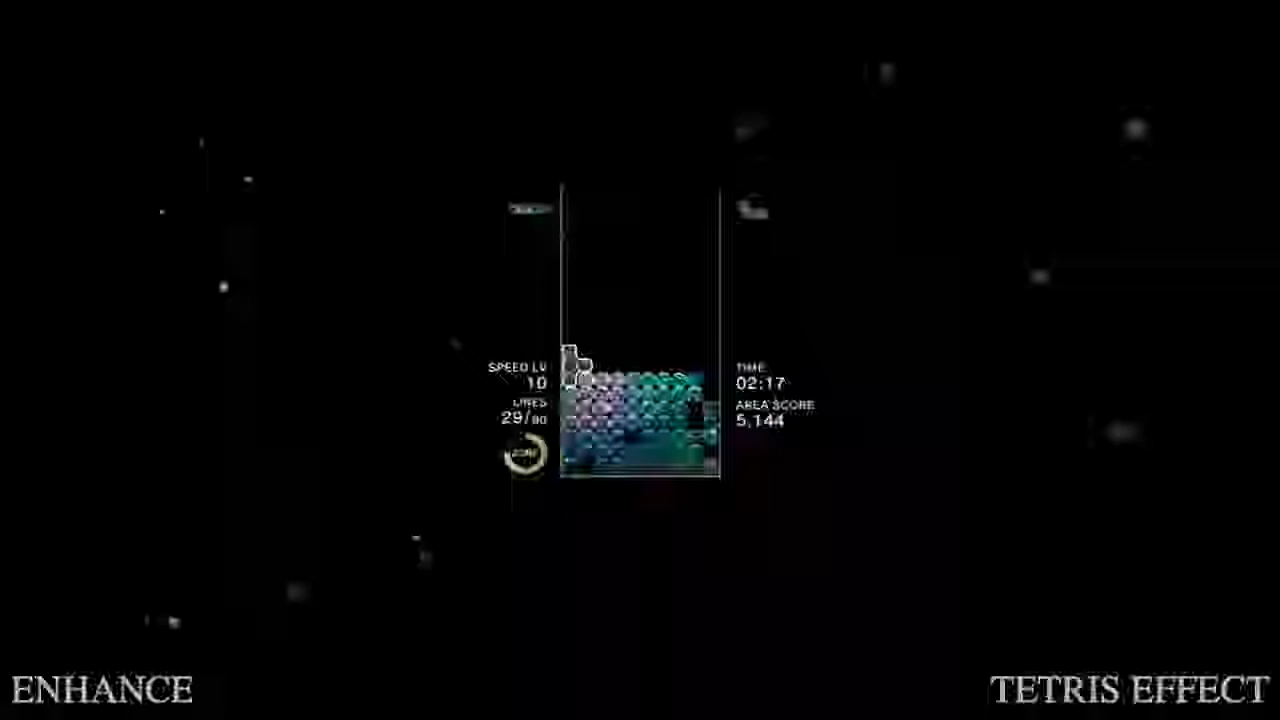 SPEED LV
10
LINES
29/90
TIME
02:17
AREA SCORE
5,144
ENHANCE
TETRIS EFFECT